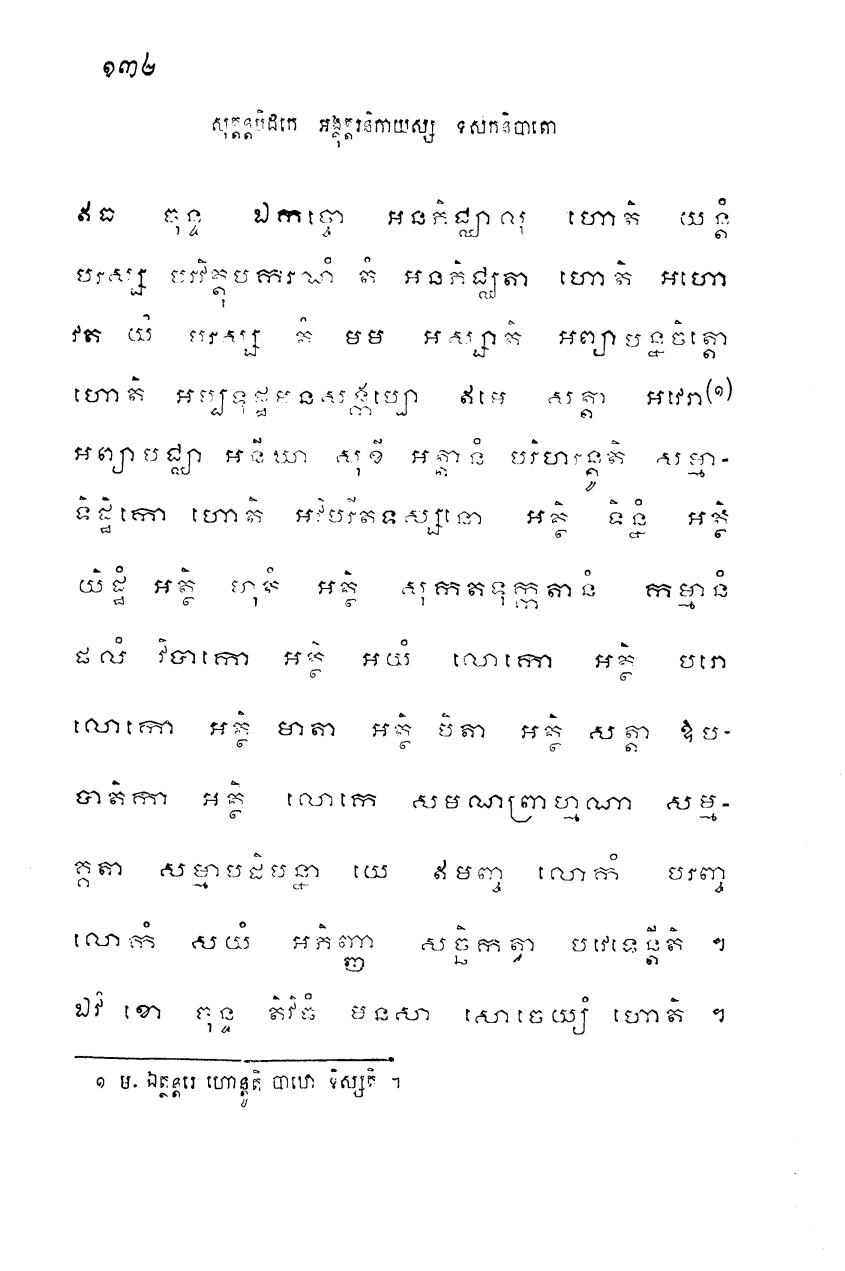 ១៣២
សុត្តន្តបិដកេ អង្គុត្តរនិកាយស្ស ទសកនិបាតោ
ឥធ ចុន្ទ ឯកច្ចោ អនភិជ្ឈាលុ ហោតិ យន្តំ
បរស្ស បរវិត្តុបករណំ តំ អនភិជ្ឈតា ហោតិ អហោ
វត យំ បរស្ស តំ មម អស្សាតិ អព្យាបន្នចិត្តោ
ហោតិ អប្បទុដ្ឋមនសង្កប្បោ ឥមេ សត្តា អវេរា(១)
អព្យាបជ្ឈា អនីឃា សុខី អត្តានំ បរិហរន្តូតិ សម្មា-
ទិដ្ឋិកោ ហោតិ អវិបរីតទស្សនោ អត្ថិ ទិន្នំ អត្ថិ
យិដ្ឋំ អត្ថិ ហុតំ អត្ថិ សុកតទុក្កតានំ កម្មានំ
ផលំ វិបាកោ អត្ថិ អយំ លោកោ អត្ថិ បរោ
លោកោ អត្ថិ មាតា អត្ថិ បិតា អត្ថិ សត្តា ឱប-
បាតិកា អត្ថិ លោកេ សមណព្រាហ្មណា សម្ម-
គ្គតា សម្មាបដិបន្នា យេ ឥមញ្ច លោកំ បរញ្ច
លោកំ សយំ អភិញ្ញា សច្ឆិកត្វា បវេទេន្តីតិ ។
ឯវំ ខោ ចុន្ទ តិវិធំ មនសា សោចេយ្យំ ហោតិ ។
១ ម. ឯត្ថន្តរេ ហោន្តូតិ បាឋោ ទិស្សតិ ។